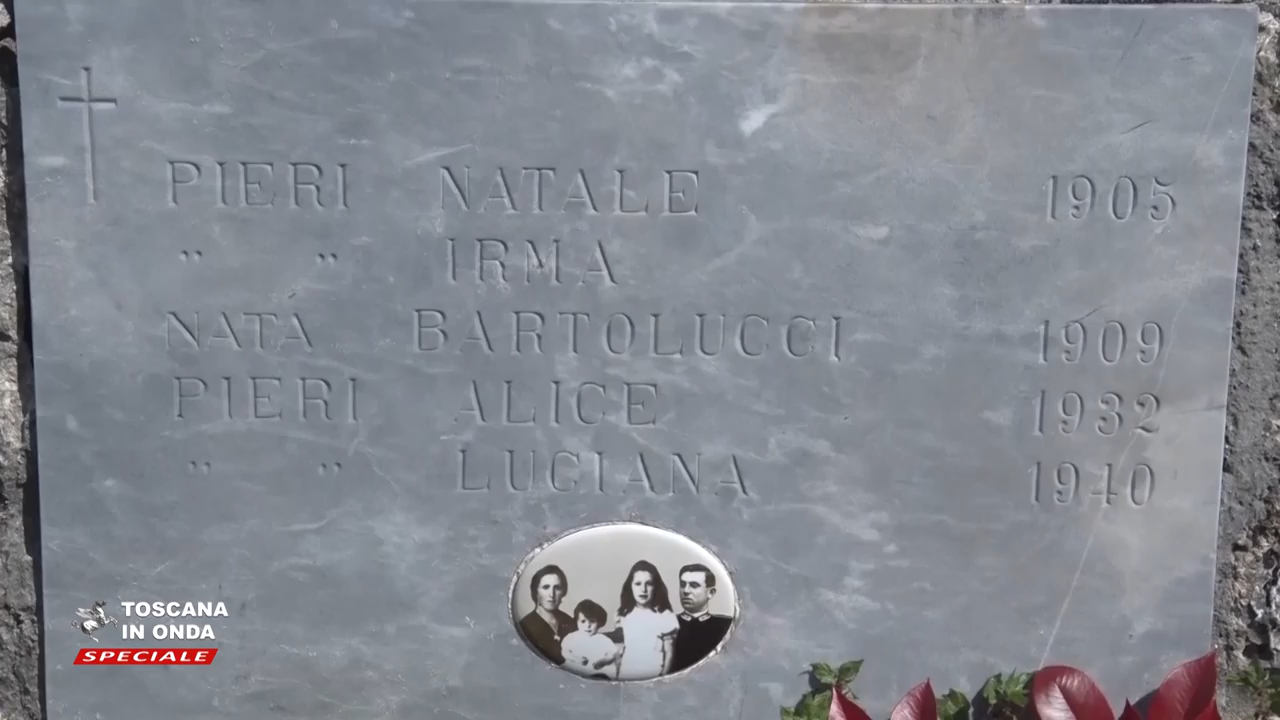 PIERI NATALE 1905
" " IRMA
NATA BARTOLUCCI 1909
PIERI ALICE 1932
" " LUCIANA 1940
TOSCANA
IN ONDA
SPECIALE